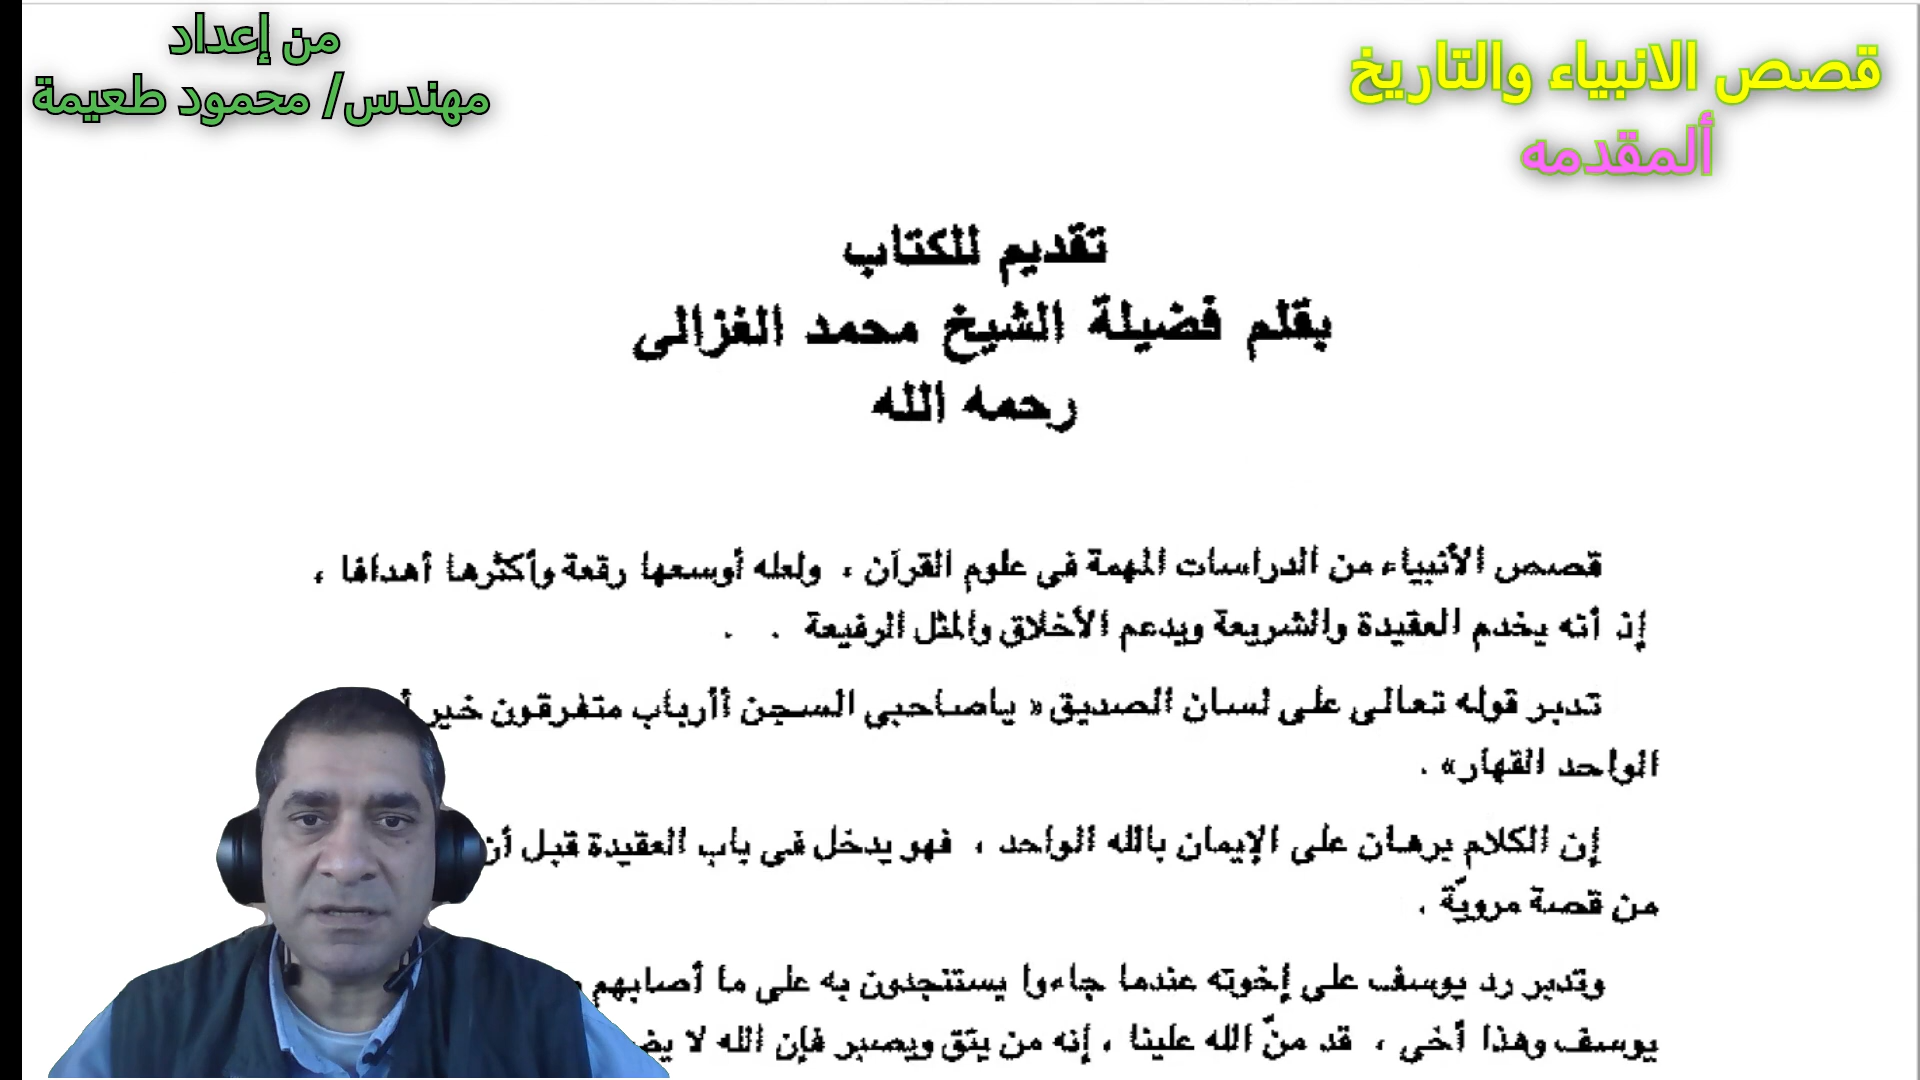 من إعداد
مهندس/ محمود طعيمة
قصص الانبياء والتاريخ
ألمقدمه
تقديم للكتاب
بقلم فضيلة الشيخ محمد الغزالى
رحمه الله
قصص الأنبياء من الدراسات المهمة فى علوم القرآن ، ولعله أوسعها رقعة وأكثرها أهدافا ،
إذ أنه يخدم العقيدة والشريعة ويدعم الأخلاق والمثل الرفيعة . .
تدبر قوله تعالى على لسان الصديق « ياصاحبى السجن أأرباب متفرقون خير
الواحد القهار» .
إن الكلام برهان على الإيمان بالله الواحد ، فهو يدخل فى باب العقيدة قبل أن
من قصة مرويّة .
وتدبر رد يوسف على إخوته عندما جاءوا يستنجدون به على ما أصابهم
يوسف وهذا أخى ، قد منّ الله علينا ، إنه من يتق ويصبر فإن الله لا